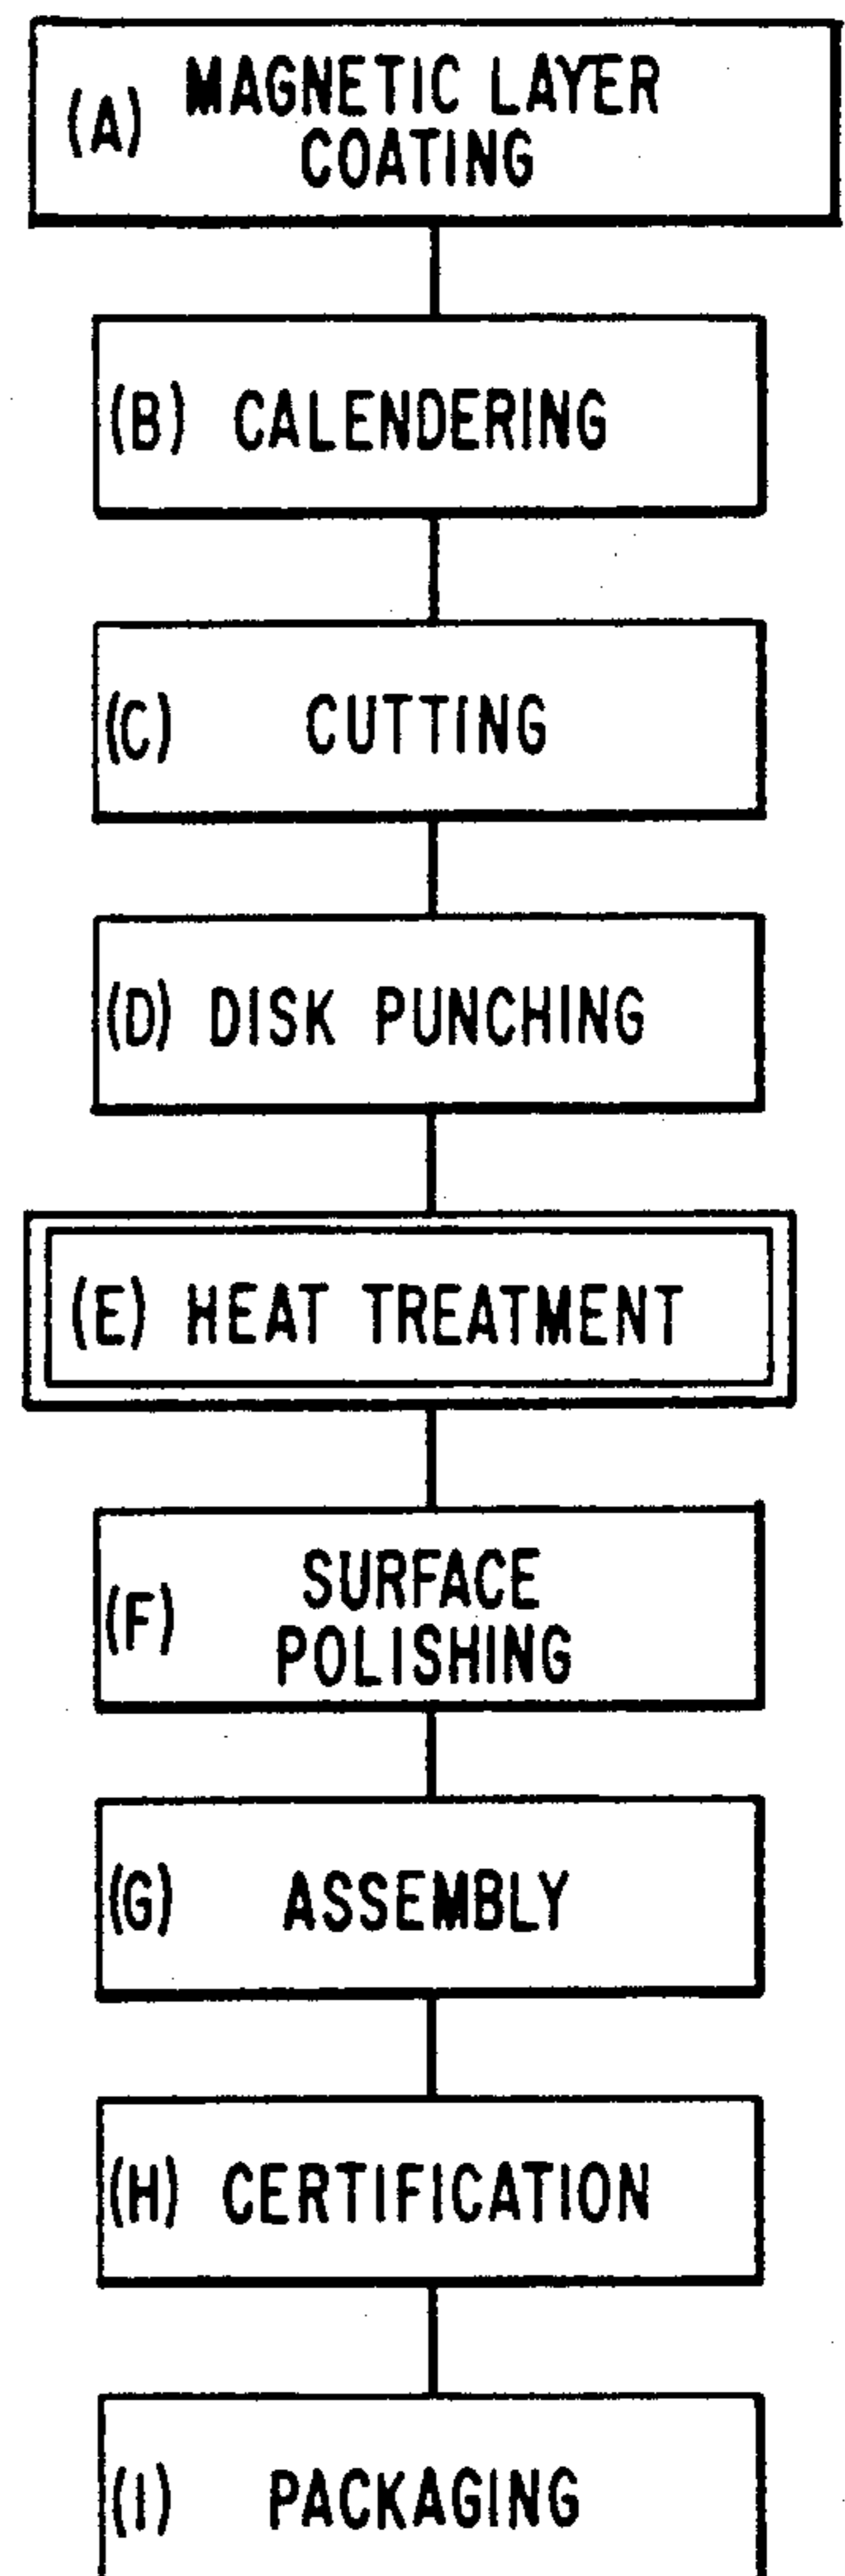 (A) MAGNETIC LAYER
COATING
(B) CALENDERING
(C) CUTTING
(D) DISK PUNCHING
(E) HEAT TREATMENT
(F) SURFACE
POLISHING
(G) ASSEMBLY
(H) CERTIFICATION
(I) PACKAGING